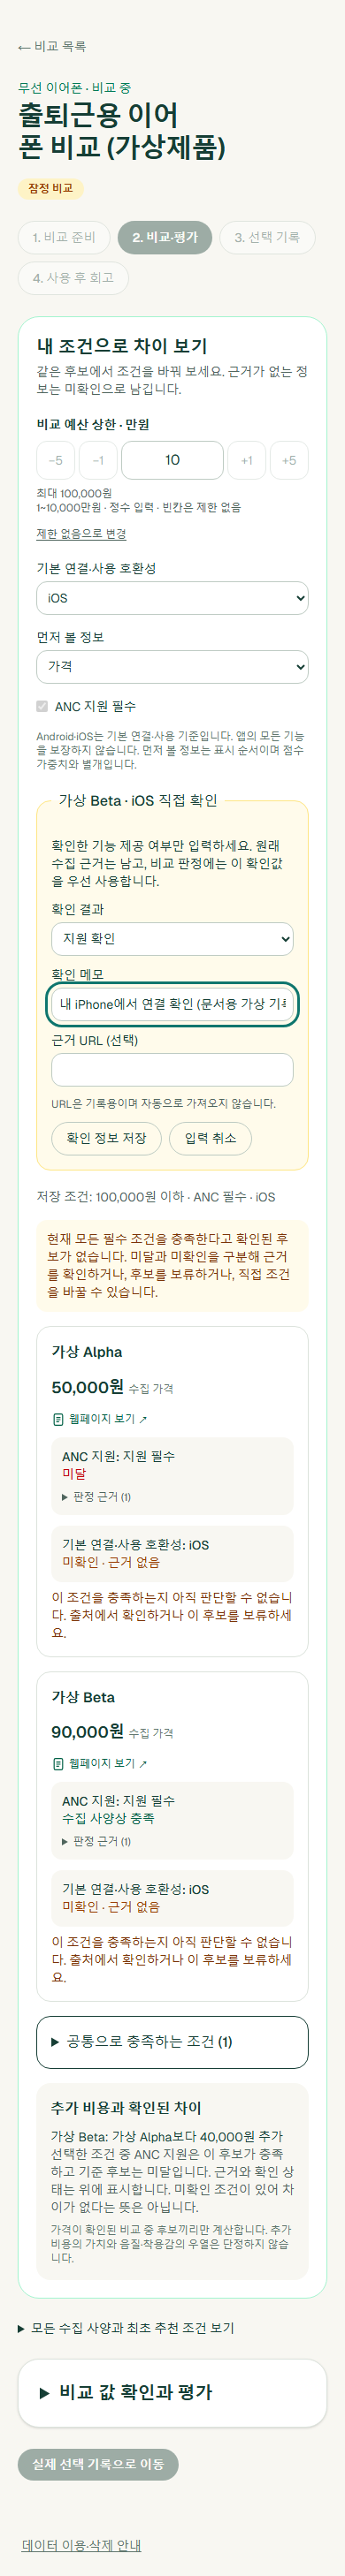 ← 비교 목록
무선 이어폰 · 비교 중
출퇴근용 이어
폰 비교 (가상제품)
잠정 비교
1. 비교 준비
2. 비교·평가
3. 선택 기록
4. 사용 후 회고
내 조건으로 차이 보기
같은 후보에서 조건을 바꿔 보세요. 근거가 없는 정
보는 미확인으로 남깁니다.
비교 예산 상한 · 만원
-5
-1
10
+1
+5
최대 100,000원
1~10,000만원 · 정수 입력 · 빈칸은 제한 없음
제한 없음으로 변경
기본 연결·사용 호환성
iOS
먼저 볼 정보
가격
ANC 지원 필수
Android·iOS는 기본 연결·사용 기준입니다. 앱의 모든 기능
을 보장하지 않습니다. 먼저 볼 정보는 표시 순서이며 점수
가중치와 별개입니다.
가상 Beta · iOS 직접 확인
확인한 기능 제공 여부만 입력하세요. 원래
수집 근거는 남고, 비교 판정에는 이 확인값
을 우선 사용합니다.
확인 결과
지원 확인
확인 메모
내 iPhone에서 연결 확인 (문서용 가상 기록
근거 URL (선택)
URL은 기록용이며 자동으로 가져오지 않습니다.
확인 정보 저장
입력 취소
저장 조건: 100,000원 이하 · ANC 필수 · iOS
현재 모든 필수 조건을 충족한다고 확인된 후
보가 없습니다. 미달과 미확인을 구분해 근거
를 확인하거나, 후보를 보류하거나, 직접 조건
을 바꿀 수 있습니다.
가상 Alpha
50,000원 수집 가격
웹페이지 보기 ↗
ANC 지원: 지원 필수
미달
▶ 판정 근거 (1)
기본 연결·사용 호환성: iOS
미확인 · 근거 없음
이 조건을 충족하는지 아직 판단할 수 없습니
다. 출처에서 확인하거나 이 후보를 보류하세
요.
가상 Beta
90,000원 수집 가격
웹페이지 보기 ↗
ANC 지원: 지원 필수
수집 사양상 충족
▶ 판정 근거 (1)
기본 연결·사용 호환성: iOS
미확인 · 근거 없음
이 조건을 충족하는지 아직 판단할 수 없습니
다. 출처에서 확인하거나 이 후보를 보류하세
요.
▶ 공통으로 충족하는 조건 (1)
추가 비용과 확인된 차이
가상 Beta: 가상 Alpha보다 40,000원 추가
선택한 조건 중 ANC 지원은 이 후보가 충족
하고 기준 후보는 미달입니다. 근거와 확인 상
태는 위에 표시합니다. 미확인 조건이 있어 차
이가 없다는 뜻은 아닙니다.
가격이 확인된 비교 중 후보끼리만 계산합니다. 추가
비용의 가치와 음질·착용감의 우열은 단정하지 않습
니다.
▶ 모든 수집 사양과 최초 추천 조건 보기
▶ 비교 값 확인과 평가
실제 선택 기록으로 이동
데이터 이용·삭제 안내